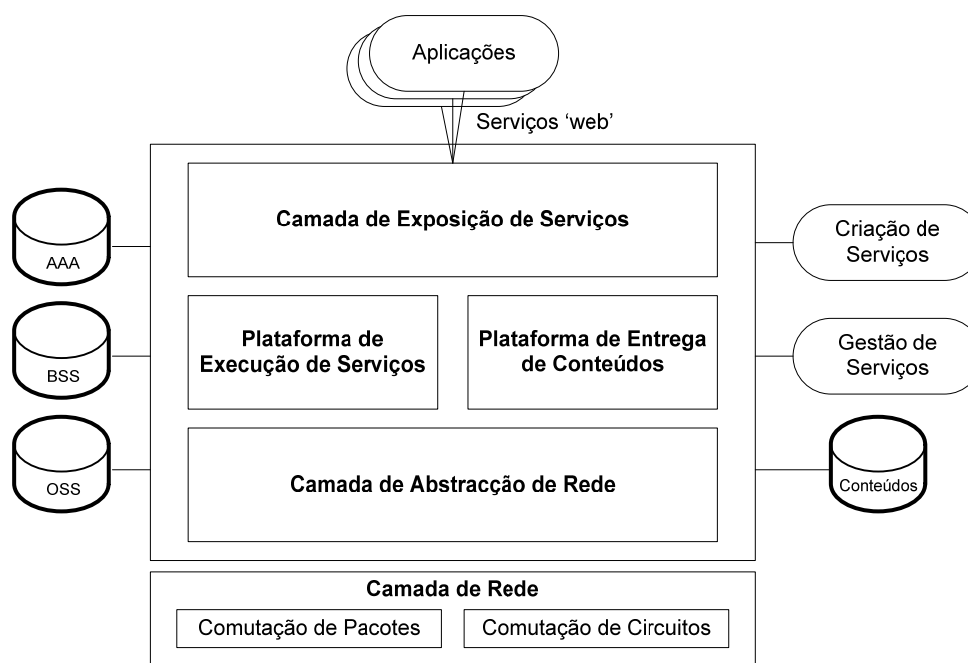 Aplicações
Serviços 'web'
Camada de Exposição de Serviços
AAA
Criação de
Serviços
Plataforma de
Execução de Serviços
Plataforma de Entrega
de Conteúdos
BSS
Gestão de
Serviços
Camada de Abstracção de Rede
OSS
Conteúdos
Camada de Rede
Comutação de Pacotes
Comutação de Circuitos